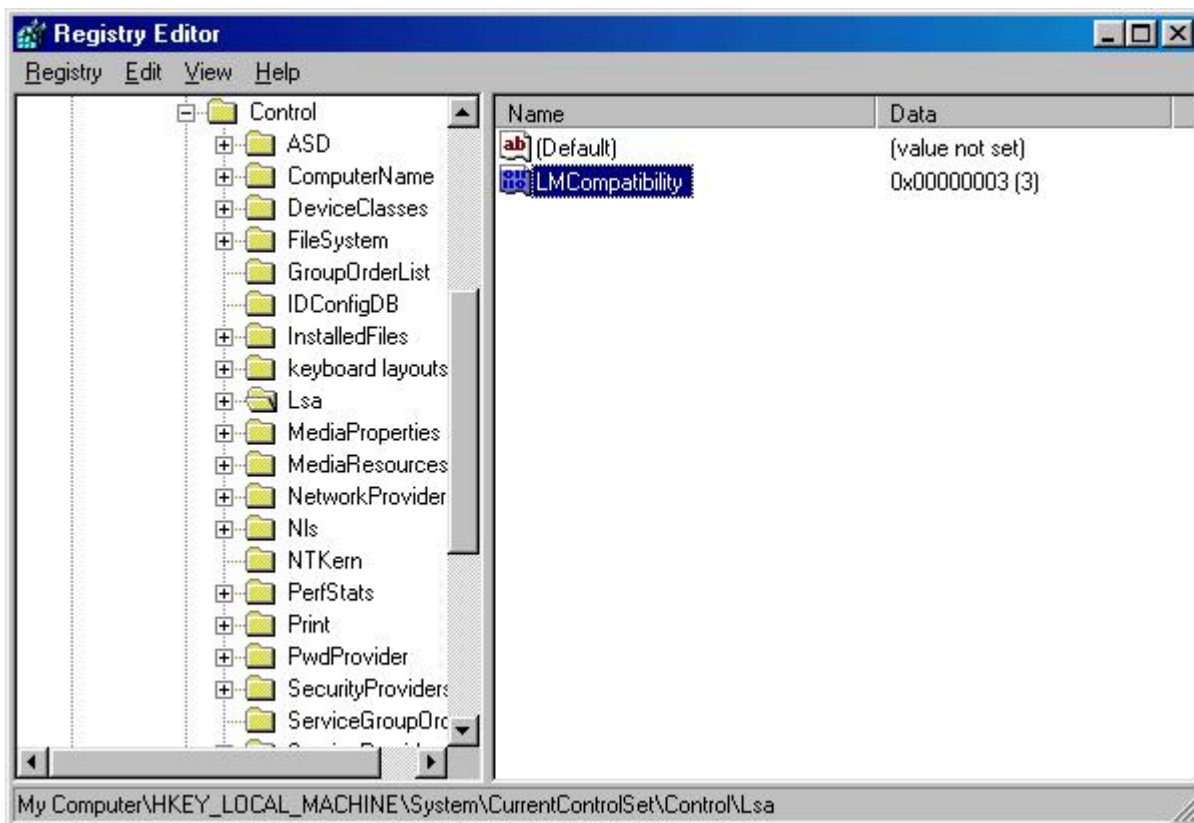 Registry Editor
Registry Edit View Help
Control
ASD
ComputerName
DeviceClasses
FileSystem
GroupOrderList
IDConfigDB
InstalledFiles
keyboard layouts
Lsa
MediaProperties
MediaResources
NetworkProvider
Nls
NTKern
PerfStats
Print
PwdProvider
SecurityProviders
ServiceGroupOrd
Name Data
(Default) (value not set)
LMCompatibility 0x00000003 (3)
My Computer\HKEY_LOCAL_MACHINE\System\CurrentControlSet\Control\Lsa